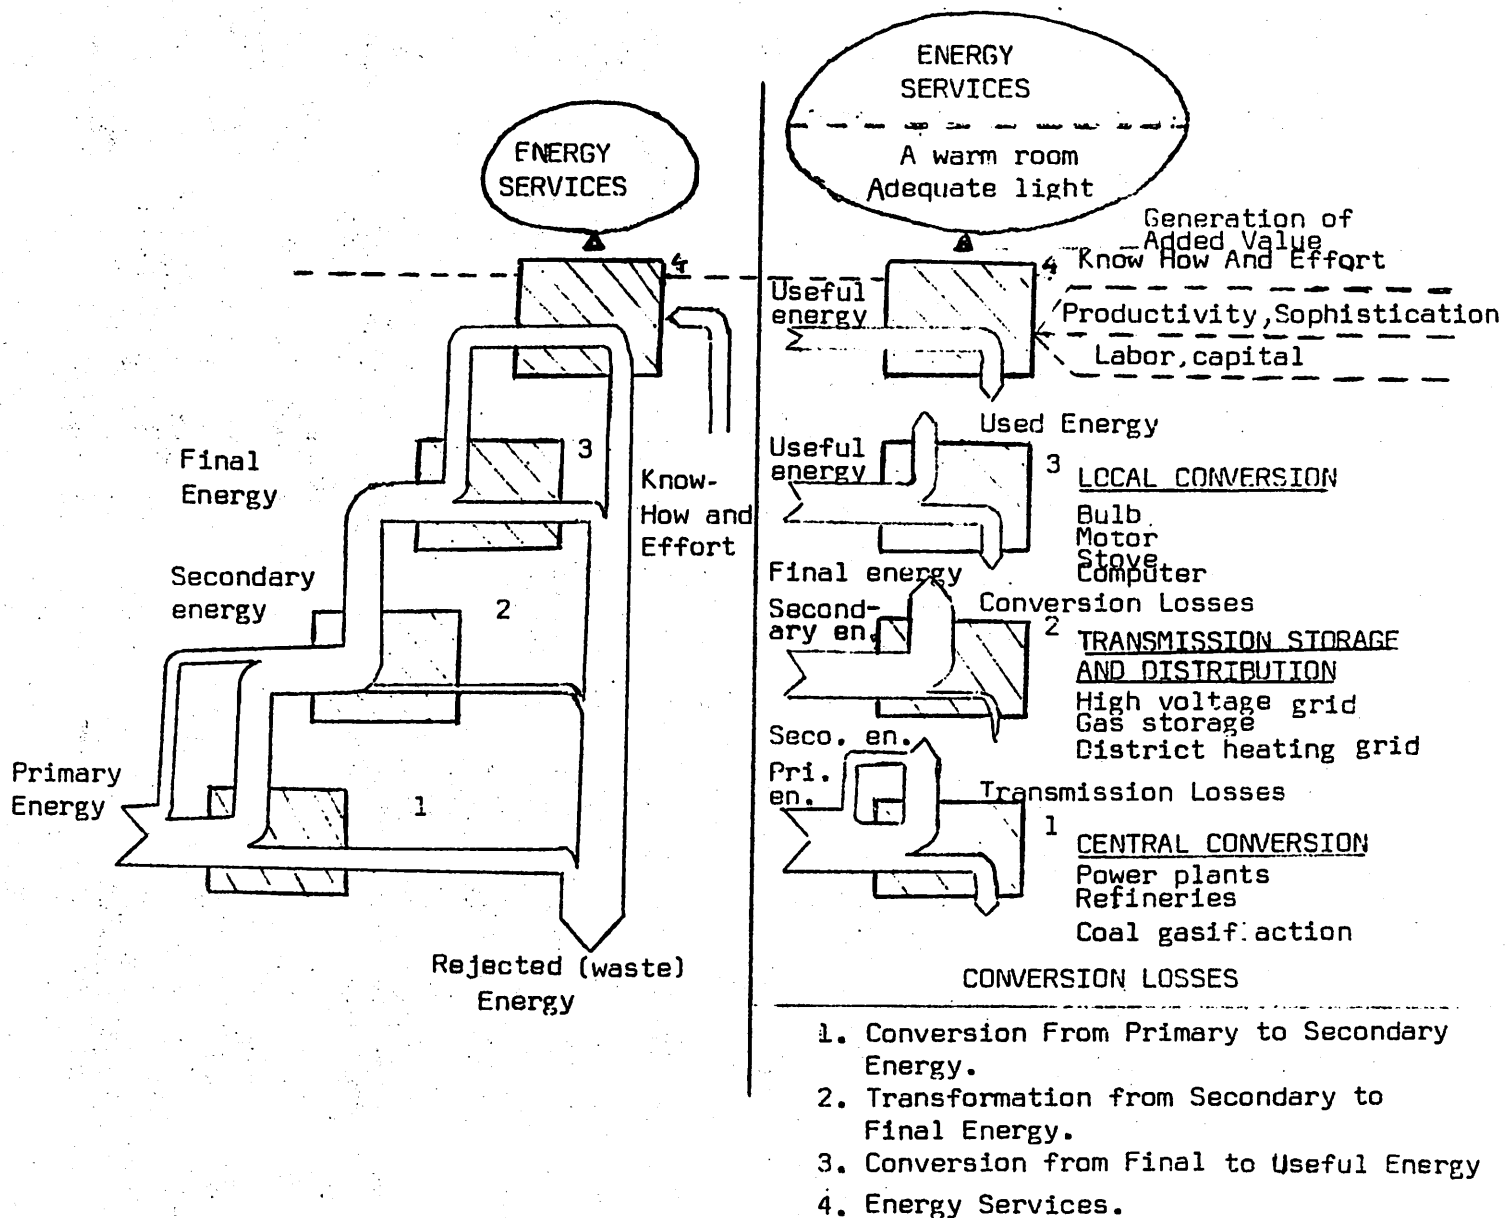 ENERGY
SERVICES
4
Know-
How and
Effort
3
Final
Energy
Secondary
energy
2
Primary
Energy
1
Rejected (waste)
Energy
ENERGY
SERVICES
A warm room
Adequate light
Generation of
Added Value
4 Know How And Effort
Useful
energy
Productivity,Sophistication
Labor,capital
Used Energy
Useful
energy
3
LOCAL CONVERSION
Bulb
Motor
Stove
Computer
Final energy
Conversion Losses
Second-
ary en.
2
TRANSMISSION STORAGE
AND DISTRIBUTION
High voltage grid
Gas storage
District heating grid
Seco. en.
Pri.
en.
Transmission Losses
1
CENTRAL CONVERSION
Power plants
Refineries
Coal gasif.action
CONVERSION LOSSES
1. Conversion From Primary to Secondary
Energy.
2. Transformation from Secondary to
Final Energy.
3. Conversion from Final to Useful Energy
4. Energy Services.